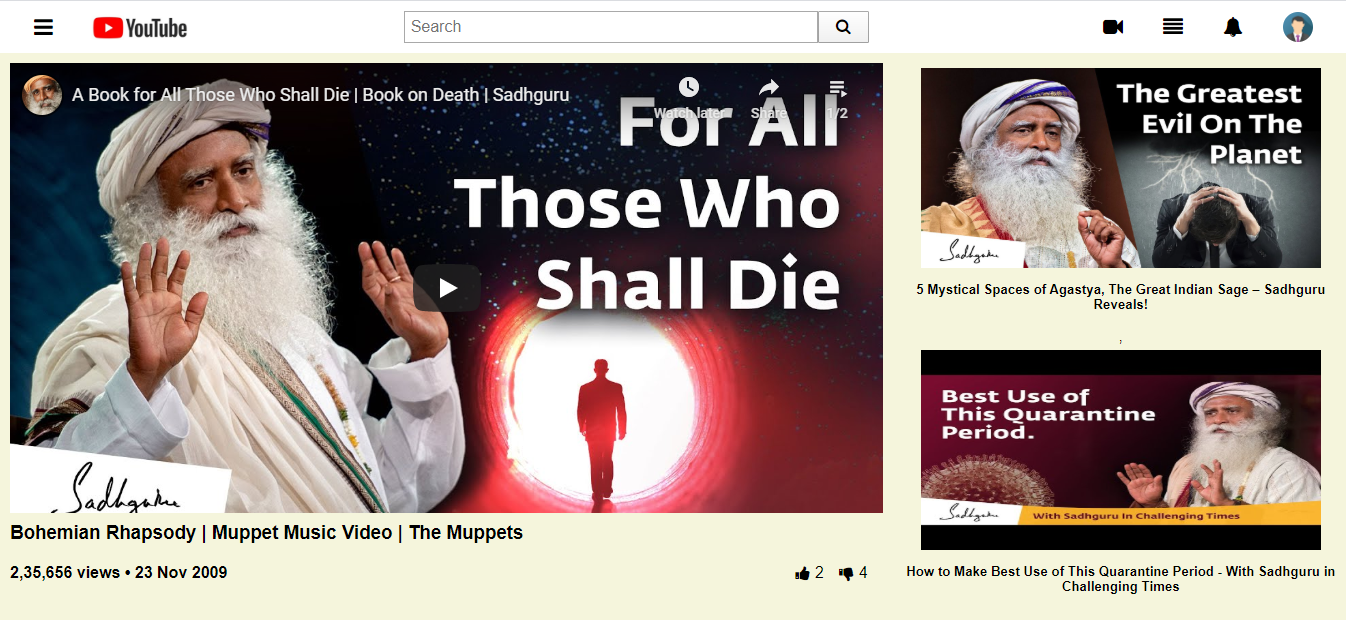 YouTube
Search
A Book for All Those Who Shall Die | Book on Death | Sadhguru
Watch later
Share
1/2
For All
Those Who
Shall Die
Sadhguru
Bohemian Rhapsody | Muppet Music Video | The Muppets
2,35,656 views • 23 Nov 2009
2
4
The Greatest
Evil On The
Planet
Sadhguru
5 Mystical Spaces of Agastya, The Great Indian Sage – Sadhguru
Reveals!
;
Best Use of
This Quarantine
Period.
Sadhguru
With Sadhguru In Challenging Times
How to Make Best Use of This Quarantine Period - With Sadhguru in
Challenging Times